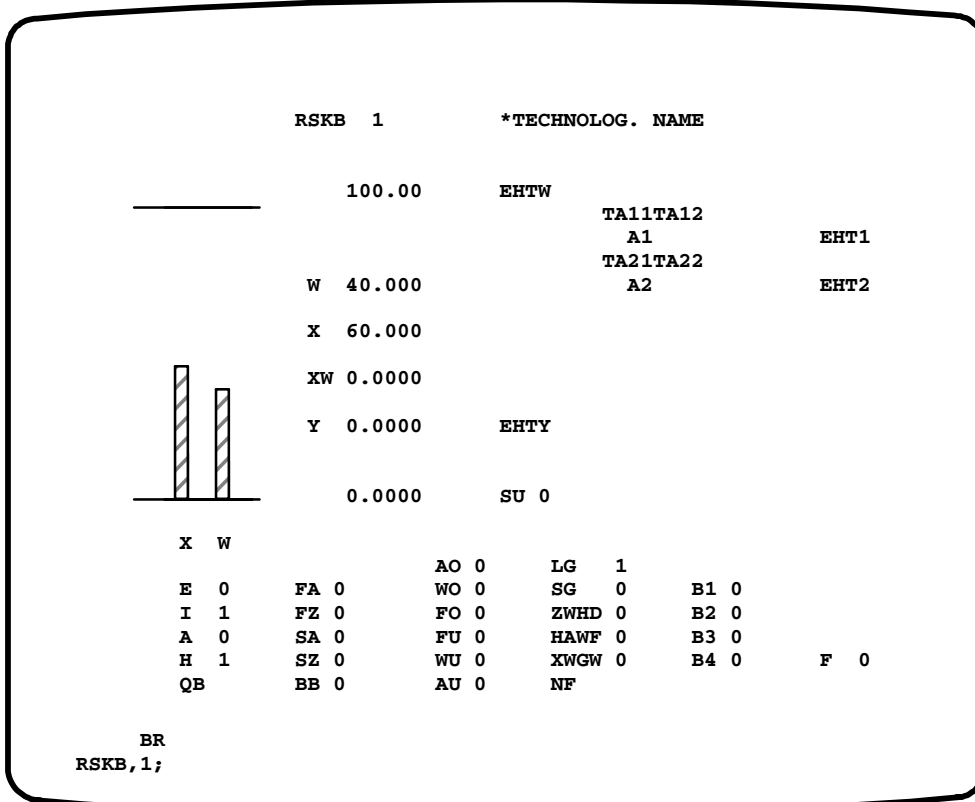 RSKB 1 *TECHNOLOG. NAME
100.00 EHTW
TA11TA12
A1 EHT1
TA21TA22
W 40.000 A2 EHT2
X 60.000
XW 0.0000
Y 0.0000 EHTY
0.0000 SU 0
X W
AO 0 LG 1
E 0 FA 0 WO 0 SG 0 B1 0
I 1 FZ 0 FO 0 ZWHD 0 B2 0
A 0 SA 0 FU 0 HAWF 0 B3 0
H 1 SZ 0 WU 0 XWGW 0 B4 0 F 0
QB BB 0 AU 0 NF
BR
RSKB,1;